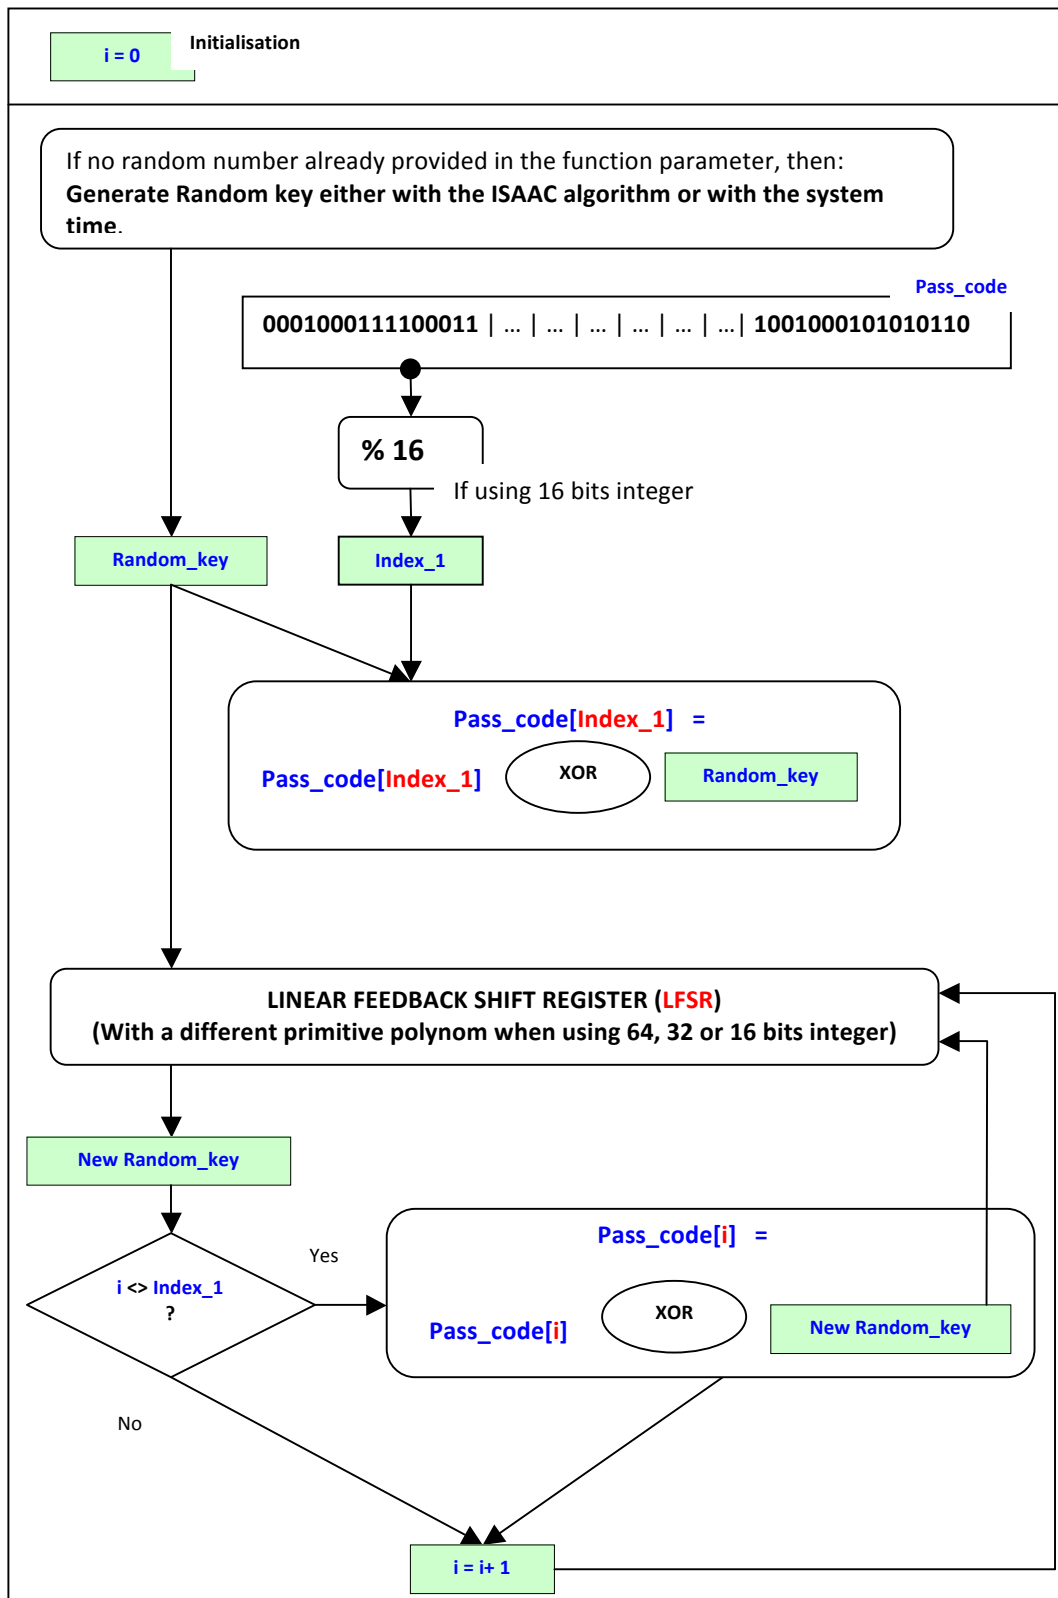 i = 0
Initialisation
If no random number already provided in the function parameter, then:
Generate Random key either with the ISAAC algorithm or with the system
time.
Pass_code
0001000111100011 | ... | ... | ... | ... | ... | ...| 1001000101010110
% 16
If using 16 bits integer
Random_key
Index_1
Pass_code[Index_1] =
Pass_code[Index_1]
XOR
Random_key
LINEAR FEEDBACK SHIFT REGISTER (LFSR)
(With a different primitive polynom when using 64, 32 or 16 bits integer)
New Random_key
i <> Index_1
?
Yes
Pass_code[i] =
Pass_code[i]
XOR
New Random_key
No
i = i+ 1